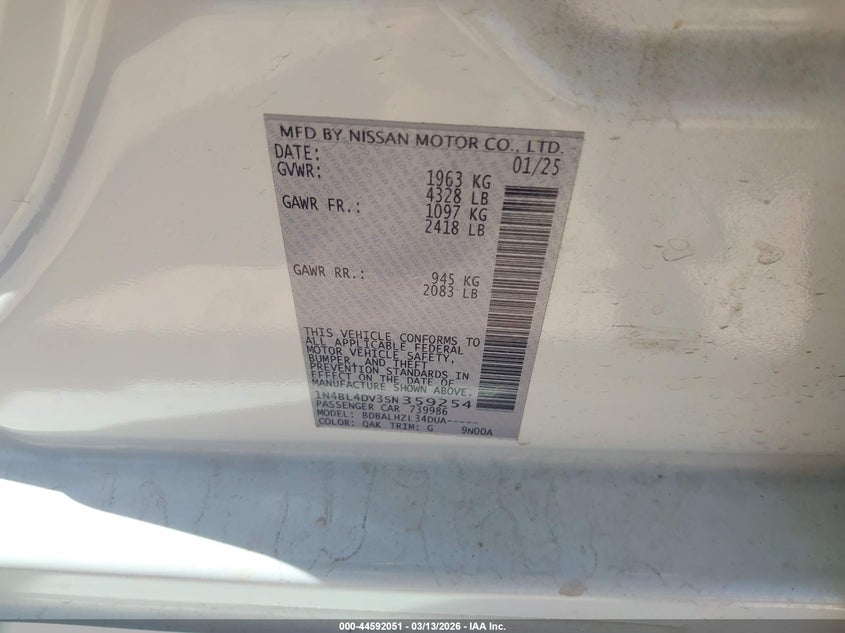 MFD BY NISSAN MOTOR CO., LTD.
DATE: 01/25
GVWR: 1963 KG
4328 LB
GAWR FR.: 1097 KG
2418 LB
GAWR RR.: 945 KG
2083 LB
THIS VEHICLE CONFORMS TO
ALL APPLICABLE FEDERAL
MOTOR VEHICLE SAFETY,
BUMPER, AND THEFT
PREVENTION STANDARDS IN
EFFECT ON THE DATE OF
MANUFACTURE SHOWN ABOVE.
1N4BL4DV3SN359254
PASSENGER CAR 739986
MODEL: BDBALHZL34DUA-----
COLOR: QAK TRIM: G 9N00A
000-44592051 - 03/13/2026 - IAA Inc.